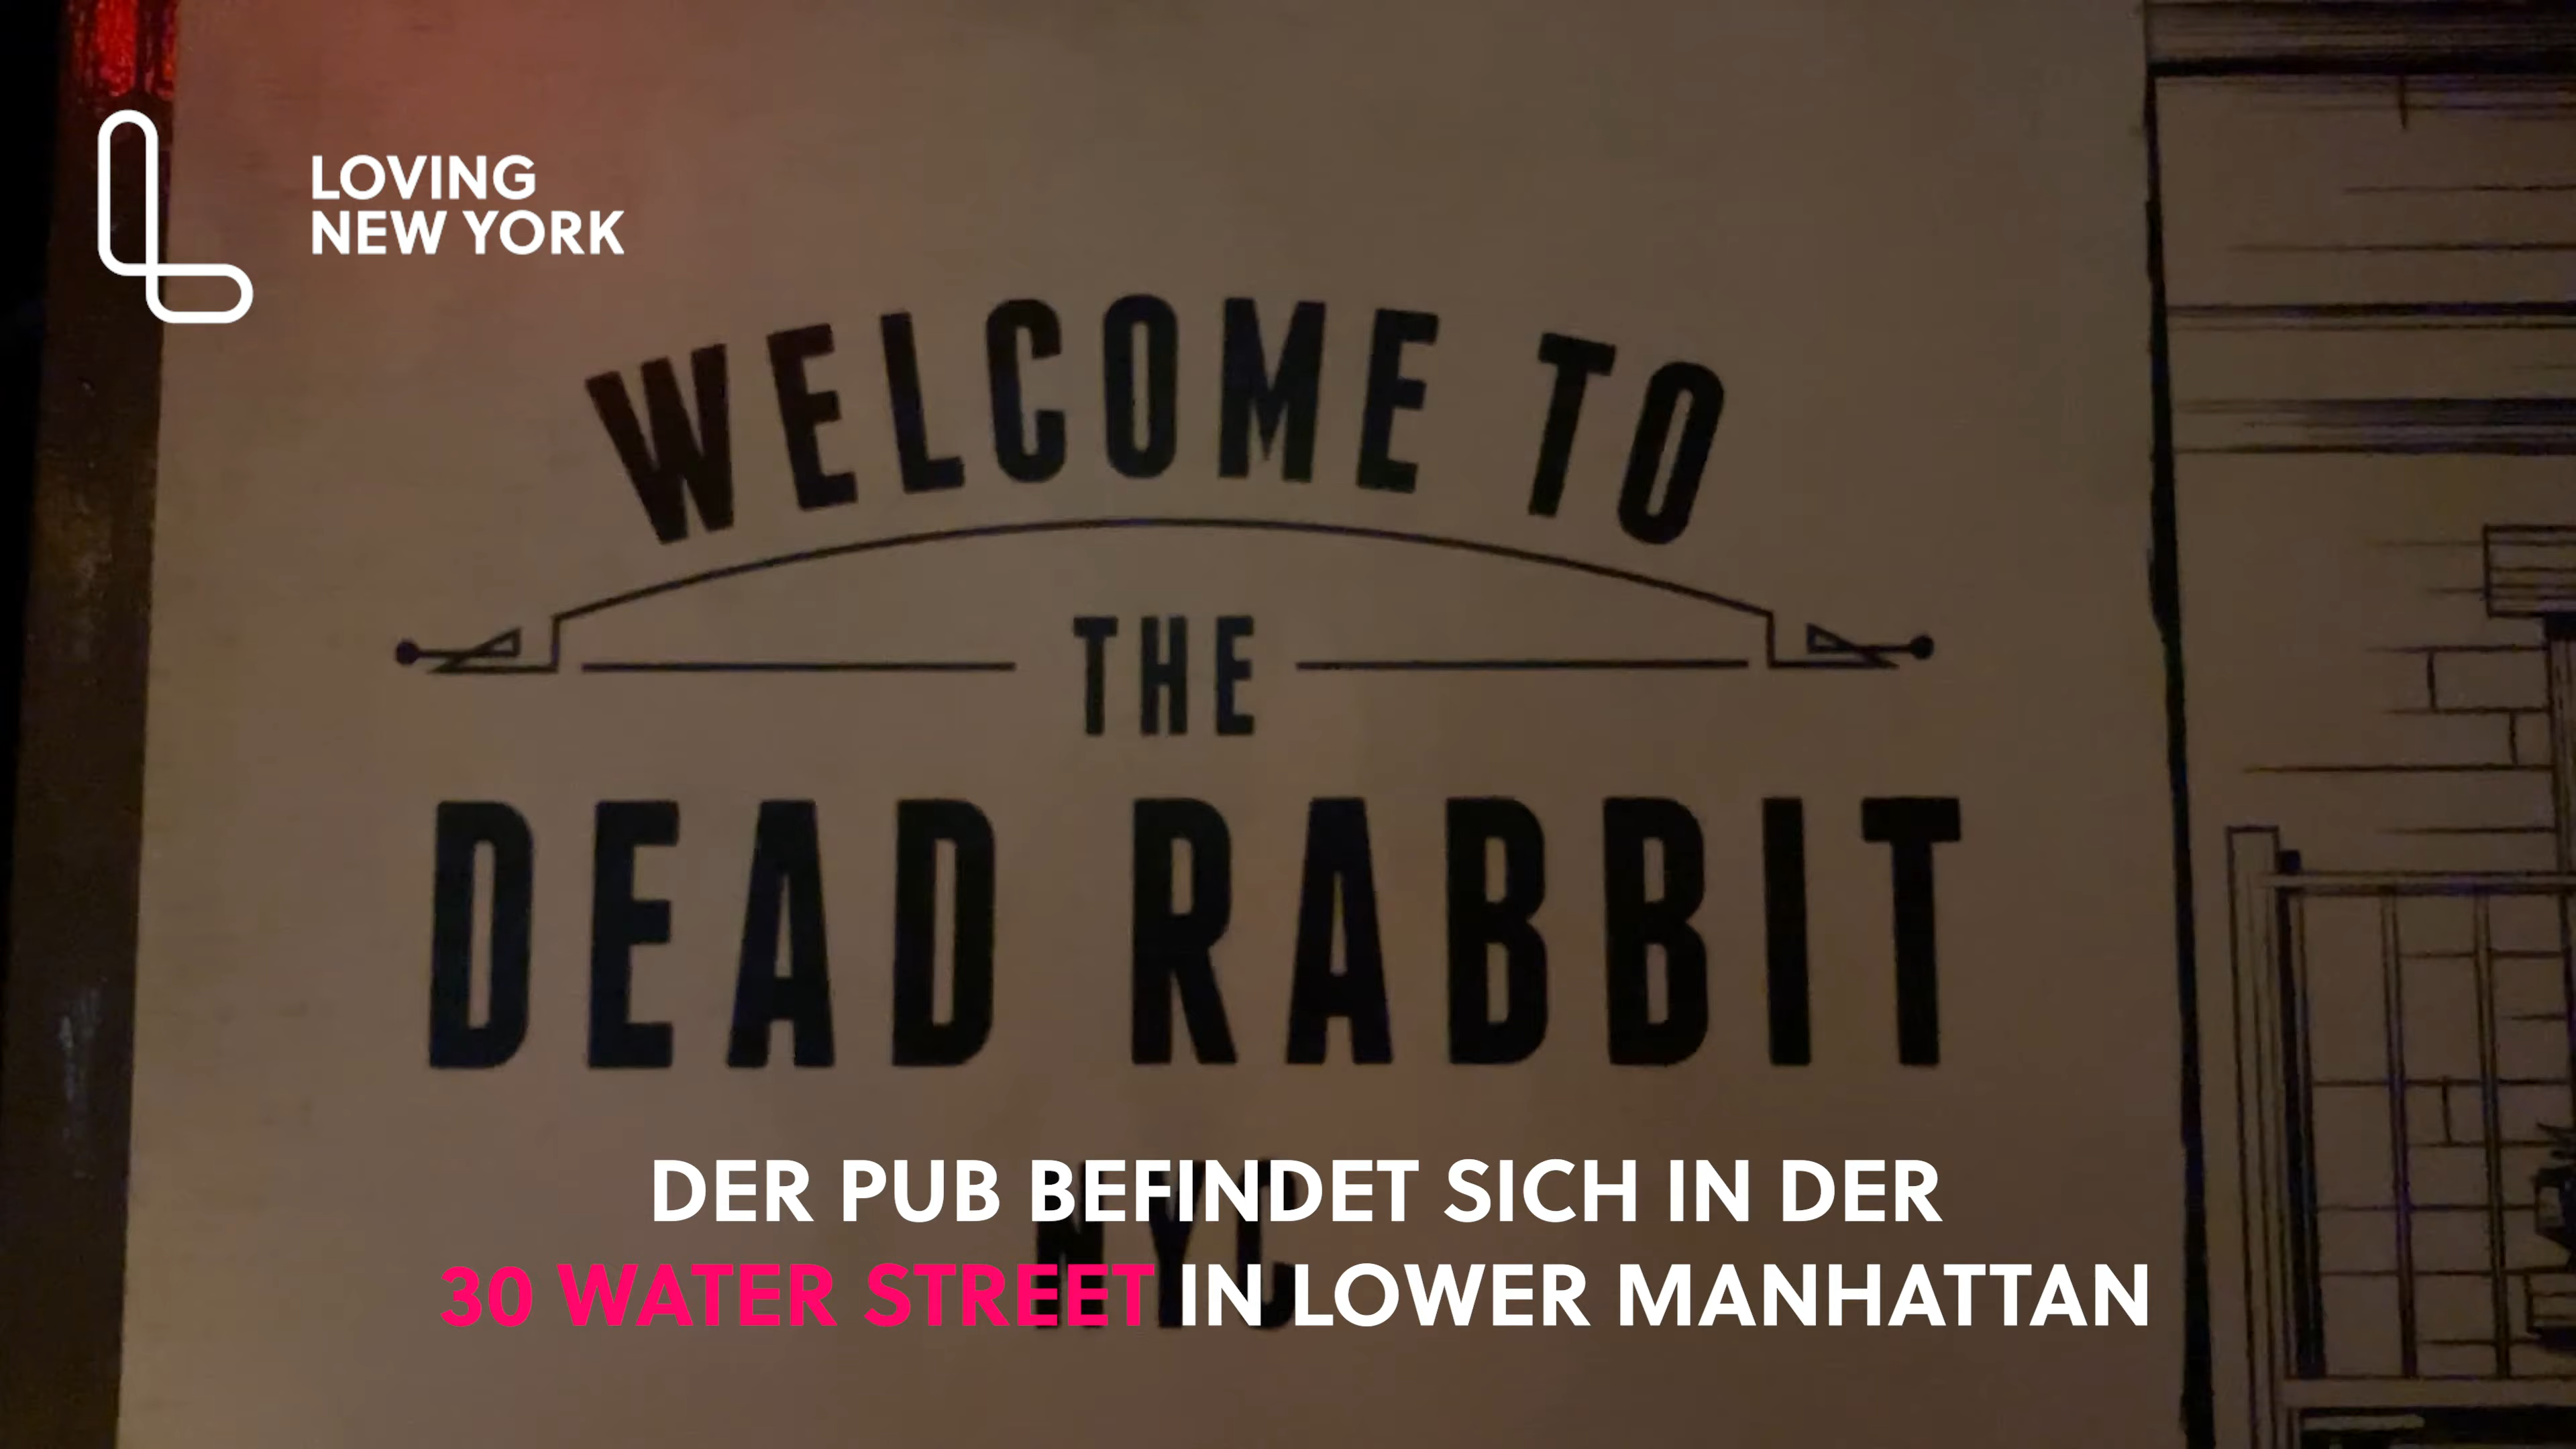 LOVING
NEW YORK
WELCOME TO
THE
DEAD RABBIT
NYC
DER PUB BEFINDET SICH IN DER
30 WATER STREET IN LOWER MANHATTAN